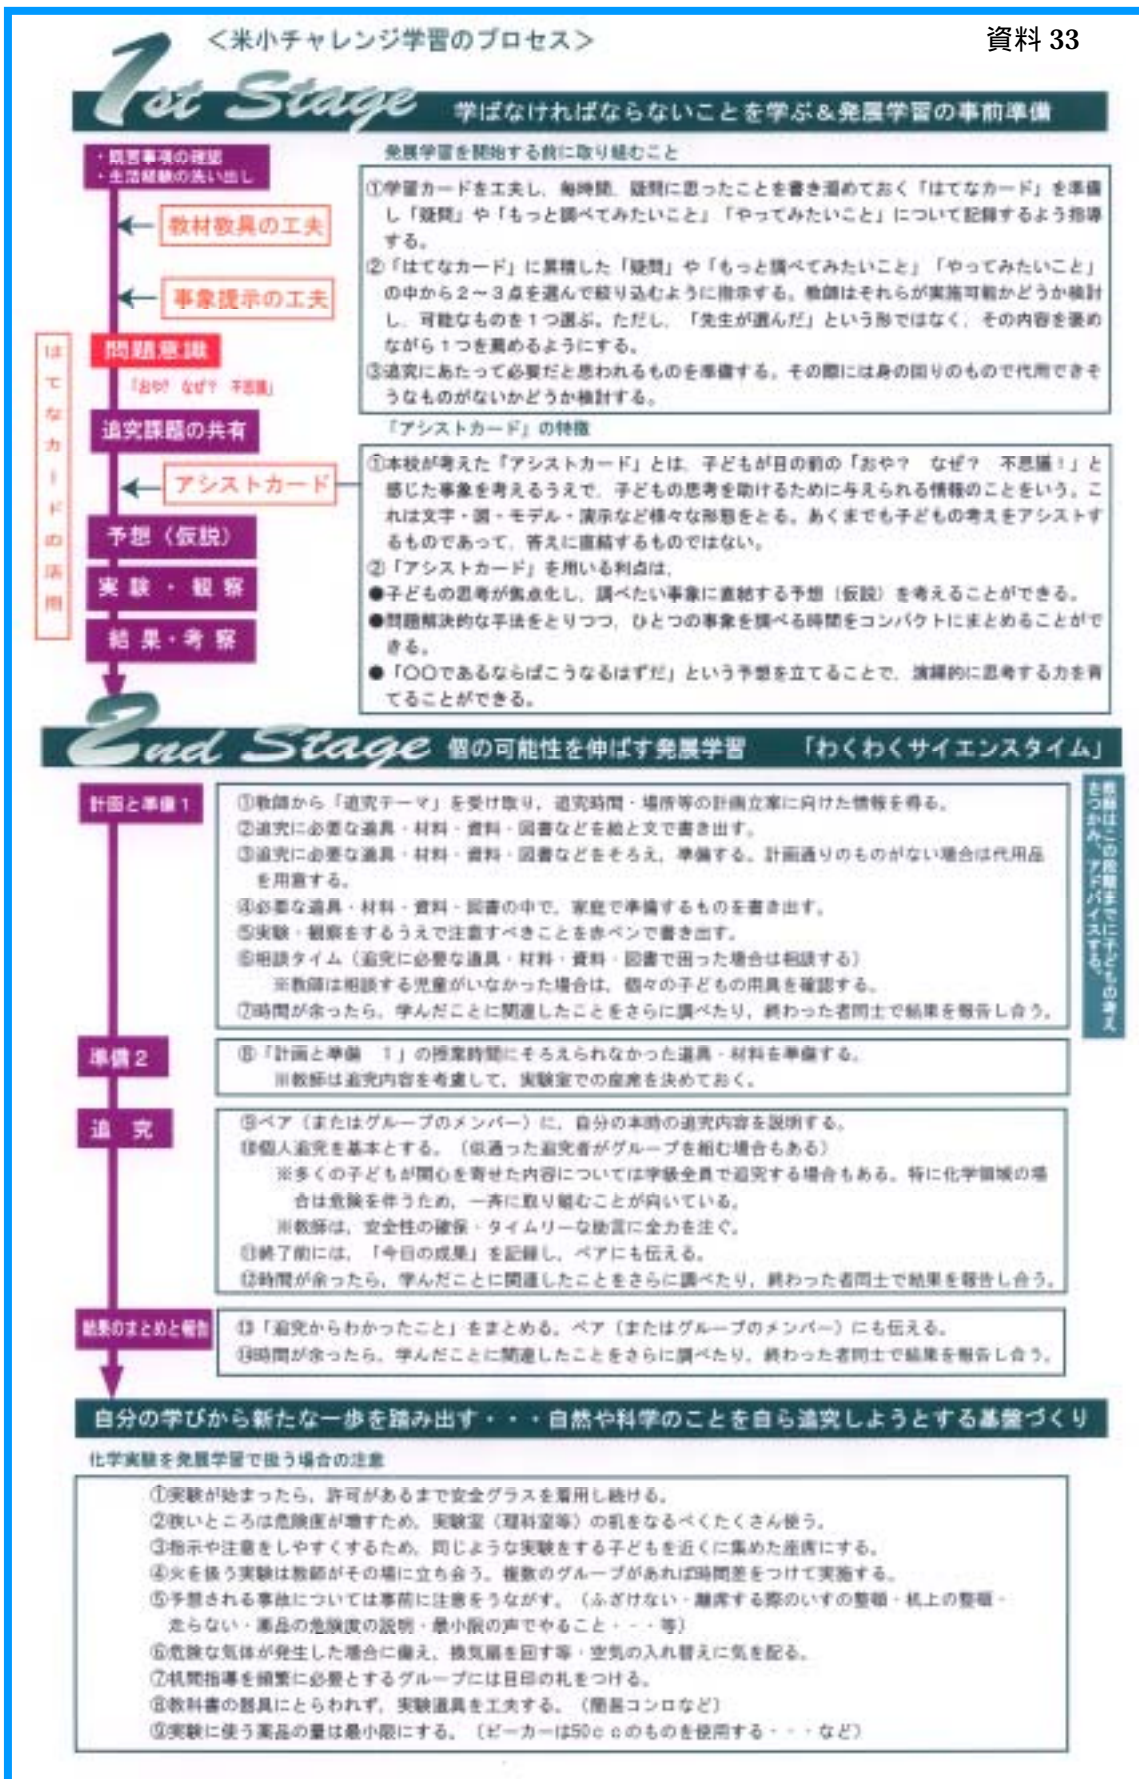 ＜米小チャレンジ学習のプロセス＞
資料 33
1st Stage 学ばなければならないことを学ぶ&発展学習の事前準備
・既習事項の確認
・生活経験の洗い出し
教材教具の工夫
事象提示の工夫
問題意識
「おや？ なぜ？ 不思議」
追究課題の共有
アシストカード
予想（仮説）
実験・観察
結果・考察
はてなカードの活用
発展学習を開始する前に取り組むこと
①学習カードを工夫し、毎時間、疑問に思ったことを書き溜めておく「はてなカード」を準備
し「疑問」や「もっと調べてみたいこと」「やってみたいこと」について記録するよう指導
する。
②「はてなカード」に累積した「疑問」や「もっと調べてみたいこと」「やってみたいこと」
の中から２～３点を選んで絞り込むように指示する。教師はそれらが実施可能かどうか検討
し、可能なものを１つ選ぶ。ただし、「先生が選んだ」という形ではなく、その内容を褒め
ながら１つを薦めるようにする。
③追究にあたって必要だと思われるものを準備する。その際には身の回りのもので代用できそ
うなものがないかどうか検討する。
「アシストカード」の特徴
①本校が考えた「アシストカード」とは、子どもが目の前の「おや？ なぜ？ 不思議！」と
感じた事象を考えるうえで、子どもの思考を助けるために与えられる情報のことをいう。こ
れは文字・図・モデル・演示など様々な形態をとる。あくまでも子どもの考えをアシストす
るものであって、答えに直結するものではない。
②「アシストカード」を用いる利点は、
●子どもの思考が焦点化し、調べたい事象に直結する予想（仮説）を考えることができる。
●問題解決的な手法をとりつつ、ひとつの事象を調べる時間をコンパクトにまとめることがで
きる。
●「○○であるならばこうなるはずだ」という予想を立てることで、演繹的に思考する力を育
てることができる。
2nd Stage 個の可能性を伸ばす発展学習 「わくわくサイエンスタイム」
計画と準備１
①教師から「追究テーマ」を受け取り、追究時間・場所等の計画立案に向けた情報を得る。
②追究に必要な道具・材料・資料・図書などを絵と文で書き出す。
③追究に必要な道具・材料・資料・図書などをそろえ、準備する。計画通りのものがない場合は代用品
を用意する。
④必要な道具・材料・資料・図書の中で、家庭で準備するものを書き出す。
⑤実験・観察をするうえで注意すべきことを赤ペンで書き出す。
⑥相談タイム（追究に必要な道具・材料・資料・図書で困った場合は相談する）
※教師は相談する児童がいなかった場合は、個々の子どもの用具を確認する。
⑦時間が余ったら、学んだことに関連したことをさらに調べたり、終わった者同士で結果を報告し合う。
教師はこの段階までに子どもの考え
をつかみ、アドバイスする。
準備２
⑧「計画と準備 １」の授業時間にそろえられなかった道具・材料を準備する。
※教師は追究内容を考慮して、実験室での座席を決めておく。
追 究
⑨ペア（またはグループのメンバー）に、自分の本時の追究内容を説明する。
⑩個人追究を基本とする。（似通った追究者がグループを組む場合もある）
※多くの子どもが関心を寄せた内容については学級全員で追究する場合もある。特に化学領域の場
合は危険を伴うため、一斉に取り組むことが向いている。
※教師は、安全性の確保・タイムリーな助言に全力を注ぐ。
⑪終了前には、「今日の成果」を記録し、ペアにも伝える。
⑫時間が余ったら、学んだことに関連したことをさらに調べたり、終わった者同士で結果を報告し合う。
結果のまとめと報告
⑬「追究からわかったこと」をまとめる。ペア（またはグループのメンバー）にも伝える。
⑭時間が余ったら、学んだことに関連したことをさらに調べたり、終わった者同士で結果を報告し合う。
自分の学びから新たな一歩を踏み出す・・・自然や科学のことを自ら追究しようとする基盤づくり
化学実験を発展学習で扱う場合の注意
①実験が始まったら、許可があるまで安全グラスを着用し続ける。
②狭いところは危険度が増すため、実験室（理科室等）の机をなるべくたくさん使う。
③指示や注意をしやすくするため、同じような実験をする子どもを近くに集めた座席にする。
④火を扱う実験は教師がその場に立ち会う。複数のグループがあれば時間差をつけて実施する。
⑤予想される事故については事前に注意をうながす。（ふざけない・離席する際のいすの整頓・机上の整頓・
走らない・薬品の危険度の説明・最小限の声でやること・・・等）
⑥危険な気体が発生した場合に備え、換気扇を回す等・空気の入れ替えに気を配る。
⑦机間指導を頻繁に必要とするグループには目印の札をつける。
⑧教科書の器具にとらわれず、実験道具を工夫する。（簡易コンロなど）
⑨実験に使う薬品の量は最小限にする。（ビーカーは50ｃｃのものを使用する・・・など）